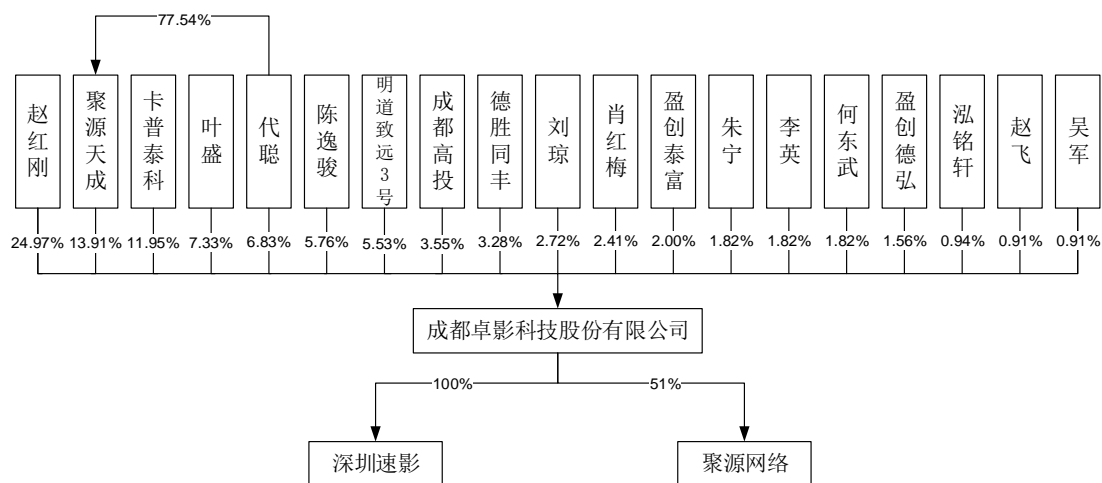 77.54%
赵红刚
聚源天成
卡普泰科
叶盛
代聪
陈逸骏
明道致远3号
成都高投
德胜同丰
刘琼
肖红梅
盈创泰富
朱宁
李英
何东武
盈创德弘
泓铭轩
赵飞
吴军
24.97%
13.91%
11.95%
7.33%
6.83%
5.76%
5.53%
3.55%
3.28%
2.72%
2.41%
2.00%
1.82%
1.82%
1.82%
1.56%
0.94%
0.91%
0.91%
成都卓影科技股份有限公司
100%
51%
深圳速影
聚源网络